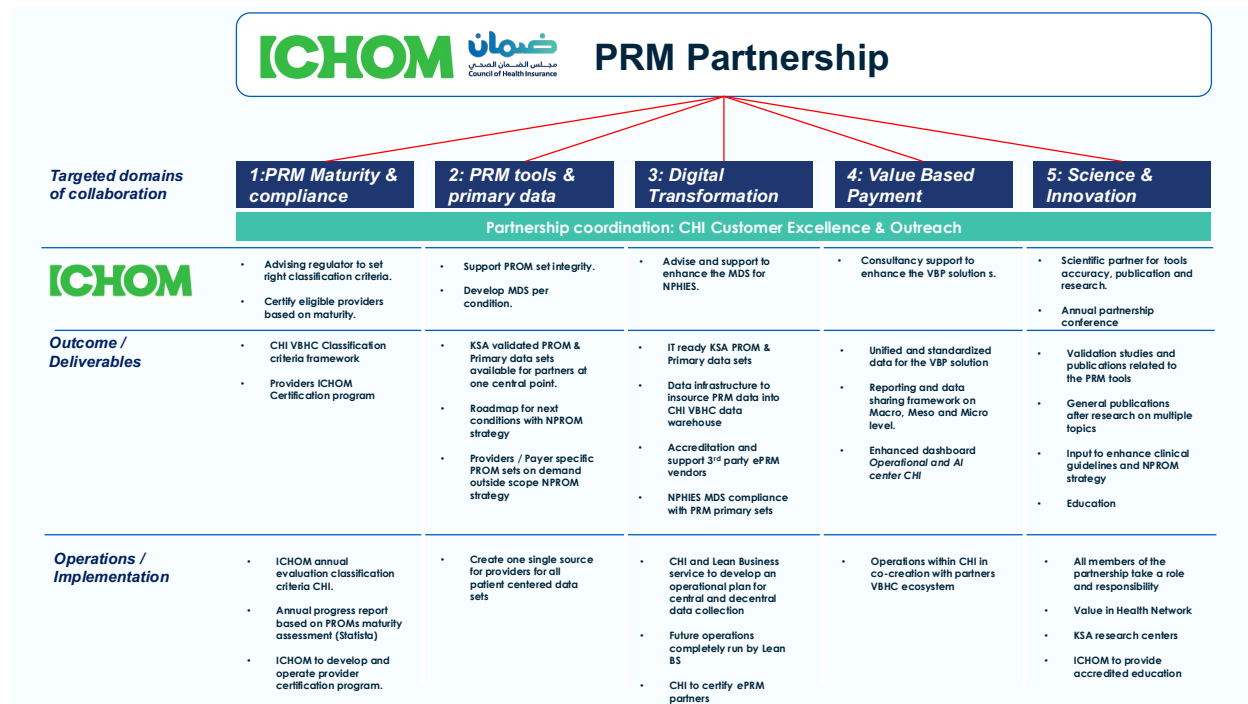 ICHOM
ضمان
مجلس الضمان الصحي
Council of Health Insurance
PRM Partnership
Targeted domains
of collaboration
1:PRM Maturity &
compliance
2: PRM tools &
primary data
3: Digital
Transformation
4: Value Based
Payment
5: Science &
Innovation
Partnership coordination: CHI Customer Excellence & Outreach
ICHOM
• Advising regulator to set
right classification criteria.
• Certify eligible providers
based on maturity.
• Support PROM set integrity.
• Develop MDS per
condition.
• Advise and support to
enhance the MDS for
NPHIES.
• Consultancy support to
enhance the VBP solution s.
• Scientific partner for tools
accuracy, publication and
research.
• Annual partnership
conference
Outcome /
Deliverables
• CHI VBHC Classification
criteria framework
• Providers ICHOM
Certification program
• KSA validated PROM &
Primary data sets
available for partners at
one central point.
• Roadmap for next
conditions with NPROM
strategy
• Providers / Payer specific
PROM sets on demand
outside scope NPROM
strategy
• IT ready KSA PROM &
Primary data sets
• Data infrastructure to
insource PRM data into
CHI VBHC data
warehouse
• Accreditation and
support 3rd party ePRM
vendors
• NPHIES MDS compliance
with PRM primary sets
• Unified and standardized
data for the VBP solution
• Reporting and data
sharing framework on
Macro, Meso and Micro
level.
• Enhanced dashboard
Operational and AI
center CHI
• Validation studies and
publications related to
the PRM tools
• General publications
after research on multiple
topics
• Input to enhance clinical
guidelines and NPROM
strategy
• Education
Operations /
Implementation
• ICHOM annual
evaluation classification
criteria CHI.
• Annual progress report
based on PROMs maturity
assessment (Statista)
• ICHOM to develop and
operate provider
certification program.
• Create one single source
for providers for all
patient centered data
sets
• CHI and Lean Business
service to develop an
operational plan for
central and decentral
data collection
• Future operations
completely run by Lean
BS
• CHI to certify ePRM
partners
• Operations within CHI in
co-creation with partners
VBHC ecosystem
• All members of the
partnership take a role
and responsibility
• Value in Health Network
• KSA research centers
• ICHOM to provide
accredited education